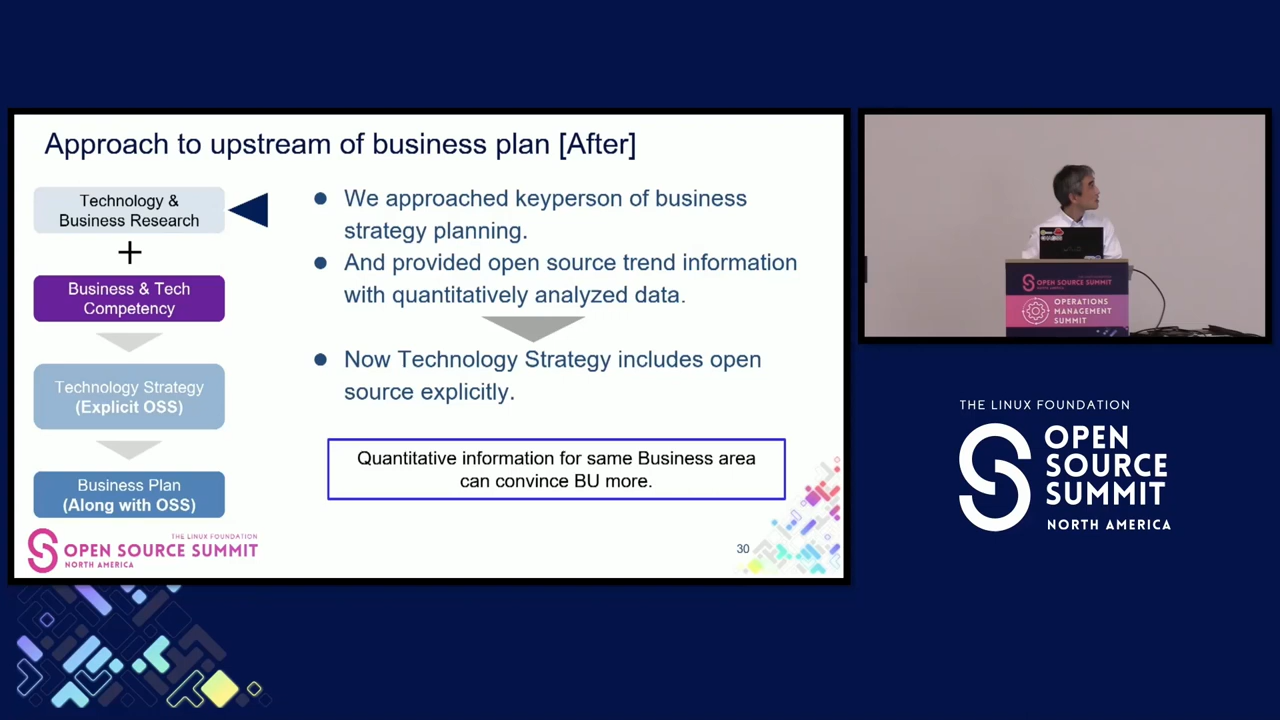 Approach to upstream of business plan [After]
Technology &
Business Research
+
Business & Tech
Competency
Technology Strategy
(Explicit OSS)
Business Plan
(Along with OSS)
● We approached keyperson of business
strategy planning.
● And provided open source trend information
with quantitatively analyzed data.
● Now Technology Strategy includes open
source explicitly.
Quantitative information for same Business area
can convince BU more.
THE LINUX FOUNDATION
OPEN SOURCE SUMMIT
NORTH AMERICA
30
OPEN SOURCE SUMMIT
OPERATIONS
MANAGEMENT
SUMMIT
THE LINUX FOUNDATION
OPEN
SOURCE
SUMMIT
NORTH AMERICA